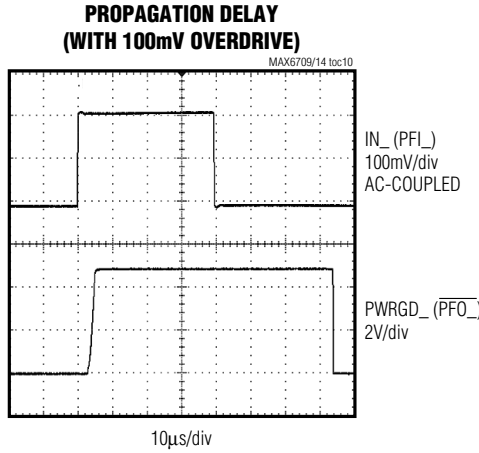 PROPAGATION DELAY
(WITH 100mV OVERDRIVE)
MAX6709/14 toc10
IN_ (PFI_)
100mV/div
AC-COUPLED
PWRGD_ (PFO_)
2V/div
10μs/div